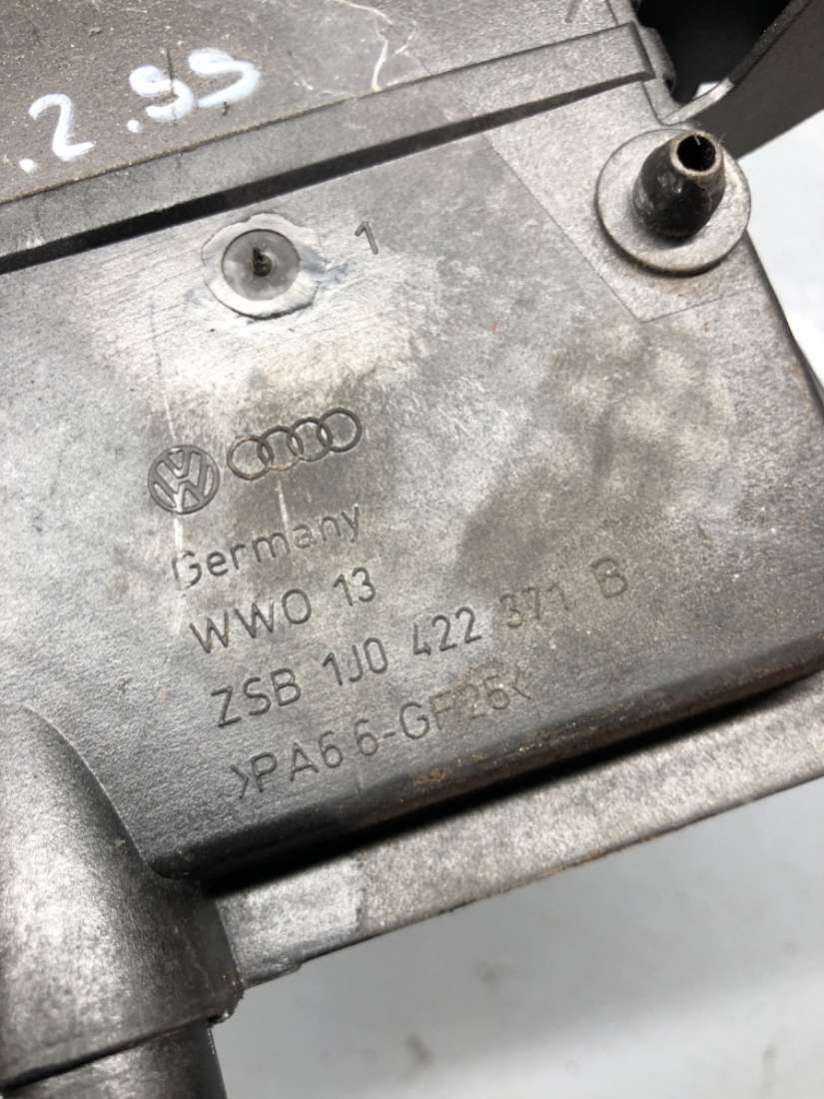 .2.99
1
Germany
WWO 13
ZSB 1J0 422 371 B
>PA6 6-GF25<